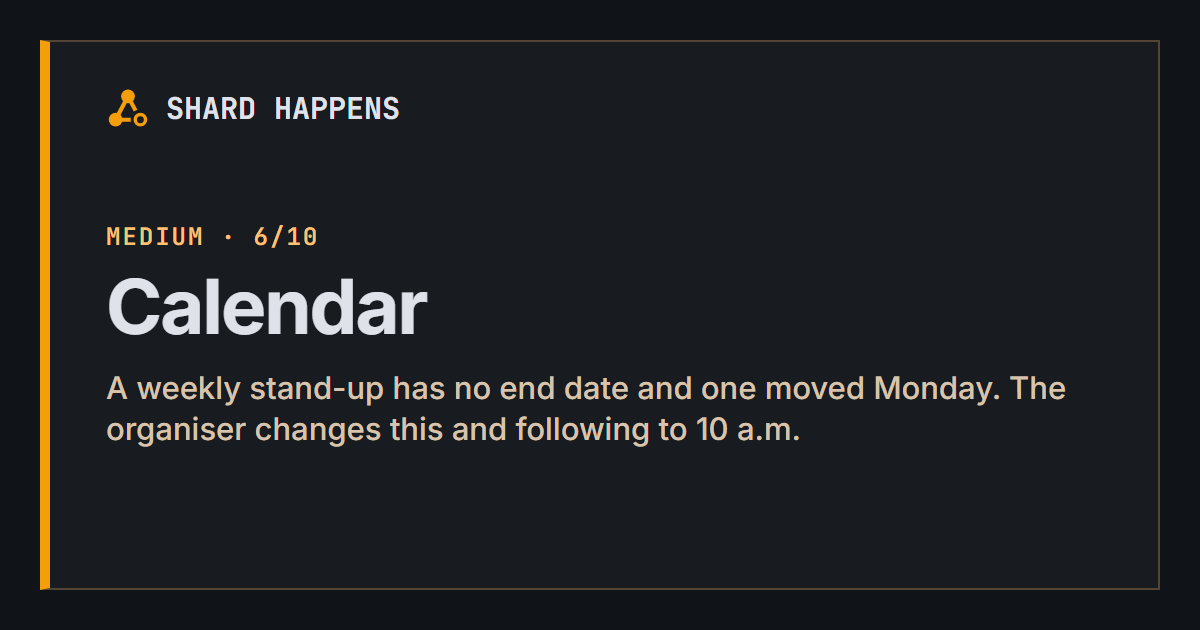 SHARD HAPPENS
MEDIUM · 6/10
Calendar
A weekly stand-up has no end date and one moved Monday. The
organiser changes this and following to 10 a.m.